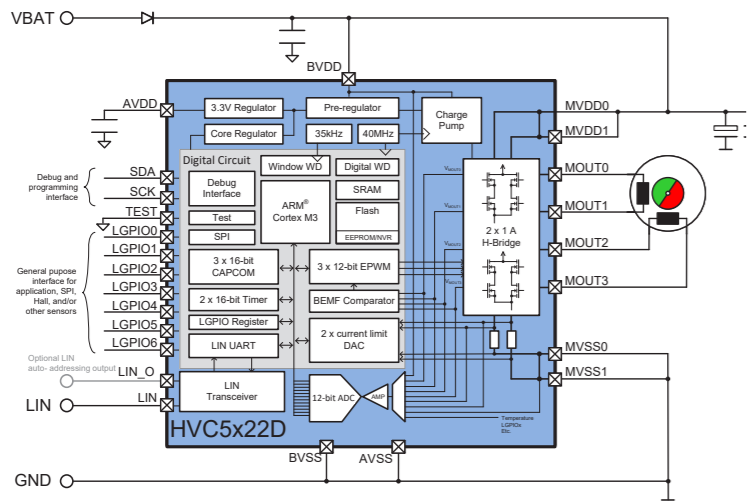 VBAT
BVDD
AVDD
3.3V Regulator
Pre-regulator
Charge
Pump
MVDD0
Core Regulator
35kHz
40MHz
MVDD1
Digital Circuit
Window WD
Digital WD
Debug and
programming
interface
SDA
SCK
TEST
Debug
Interface
ARM®
Cortex M3
SRAM
Flash
EEPROM/NVR
Test
SPI
2 x 1 A
H-Bridge
MOUT0
MOUT1
MOUT2
MOUT3
General pupose
interface for
application, SPI,
Hall, and/or
other sensors
LGPIO0
LGPIO1
LGPIO2
LGPIO3
LGPIO4
LGPIO5
LGPIO6
3 x 16-bit
CAPCOM
3 x 12-bit EPWM
2 x 16-bit Timer
BEMF Comparator
LGPIO Register
LIN UART
2 x current limit
DAC
MVSS0
MVSS1
Optional LIN
auto- addressing output
LIN_O
LIN
LIN
LIN
Transceiver
12-bit ADC
AMP
Temperature
LGPIOs
Etc.
HVC5x22D
BVSS
AVSS
GND